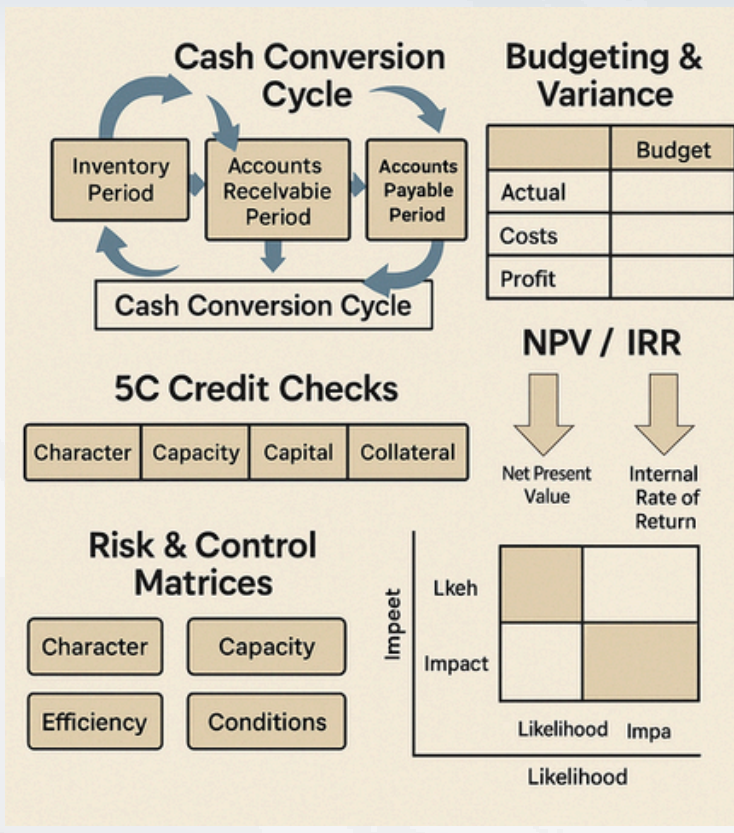 Cash Conversion
Cycle
Inventory
Period
Accounts
Recelvable
Period
Accounts
Payable
Period
Cash Conversion Cycle
Budgeting &
Variance
Budget
Actual
Costs
Profit
5C Credit Checks
Character
Capacity
Capital
Collateral
NPV / IRR
Net Present
Value
Internal
Rate of
Return
Risk & Control
Matrices
Character
Capacity
Efficiency
Conditions
Impeet
Lkeh
Impact
Likelihood
Impa
Likelihood